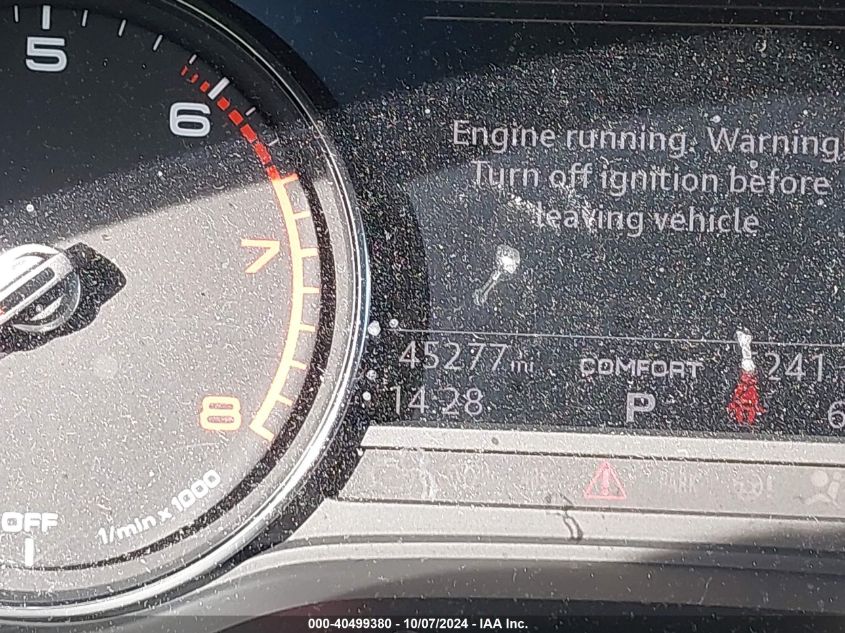 5
6
7
8
OFF
1/min x 1000
Engine running. Warning.
Turn off ignition before
leaving vehicle
45277 mi
COMFORT
241.
14:28
P
6
000-40499380 - 10/07/2024 - IAA Inc.